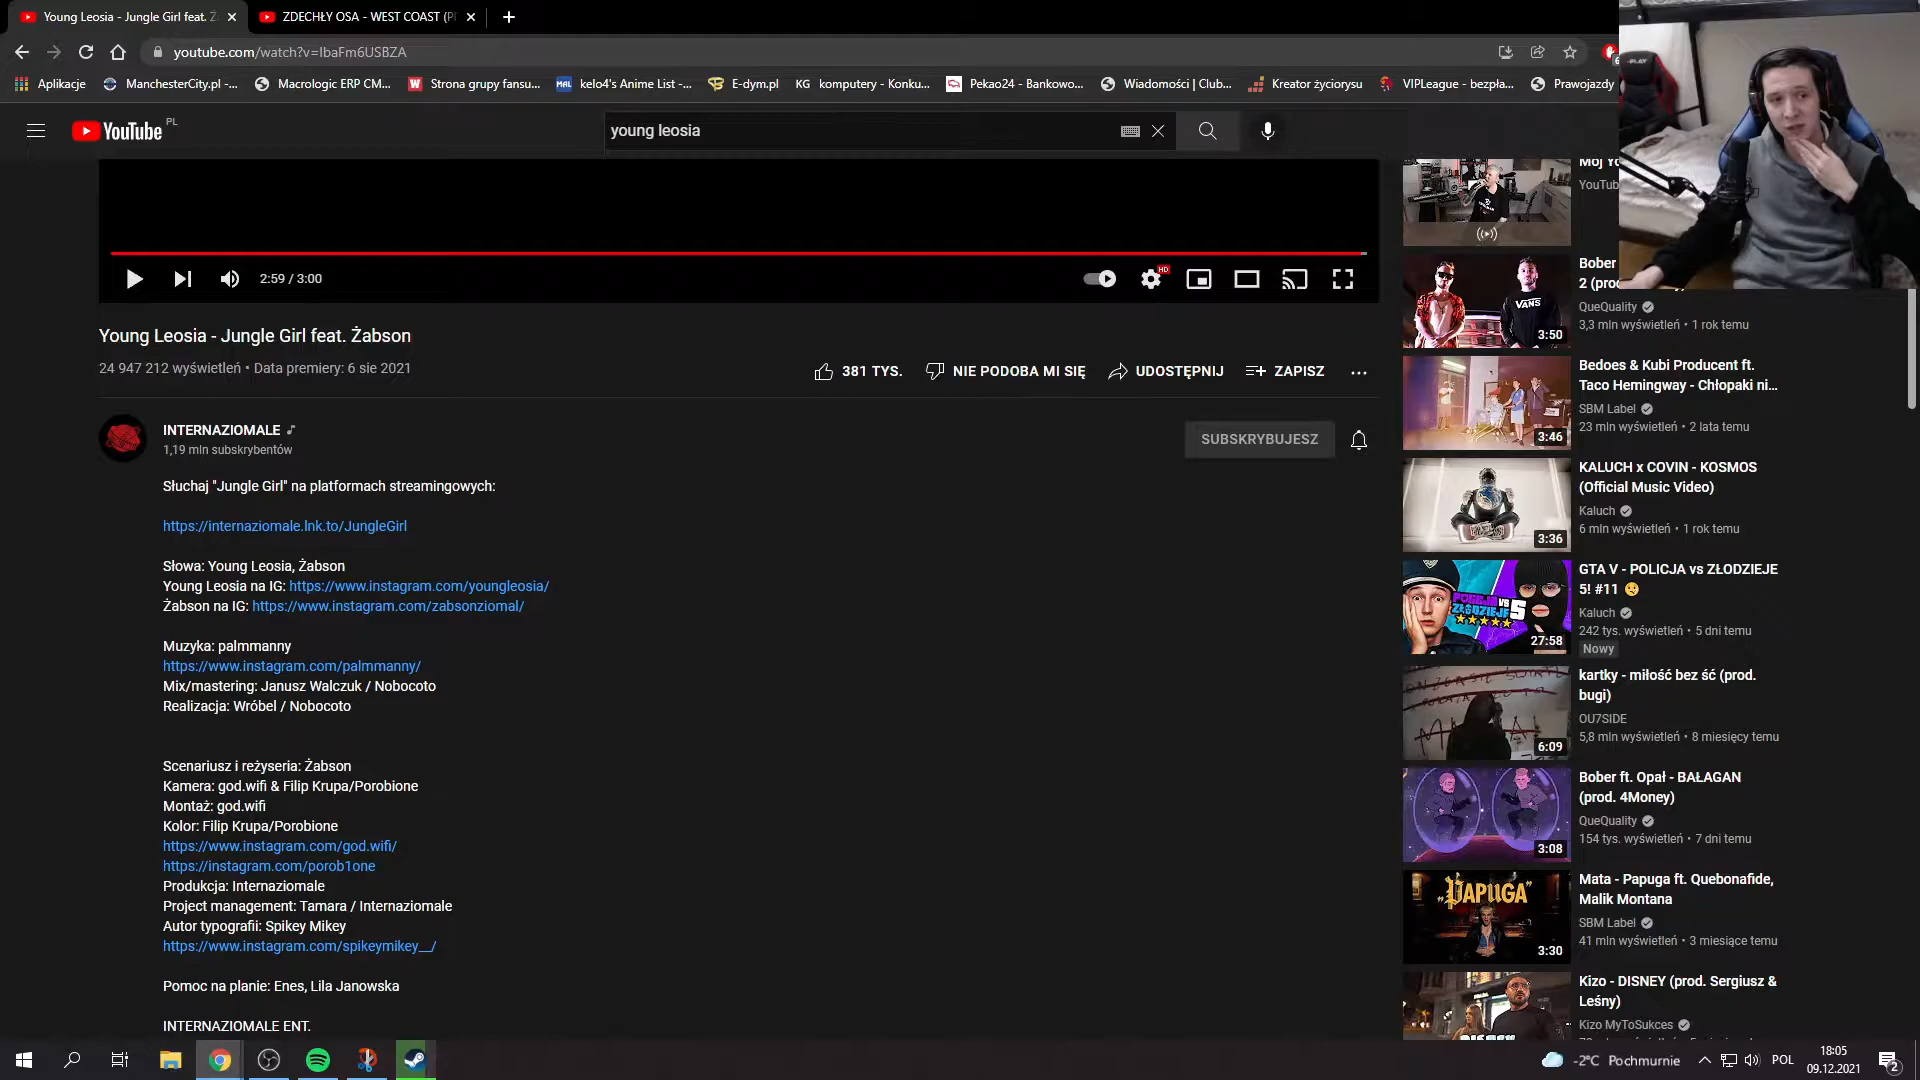 Young Leosia - Jungle Girl feat. Ż
ZDECHŁY OSA - WEST COAST (P
youtube.com/watch?v=IbaFm6USBZA
Aplikacje
ManchesterCity.pl -...
Macrologic ERP CM...
Strona grupy fansu...
MAL
kelo4's Anime List -...
E-dym.pl
KG
komputery - Konku...
Pekao24 - Bankowo...
Wiadomości | Club...
Kreator życiorysu
VIPLeague - bezpła...
Prawojazdy
YouTube PL
young leosia
2:59 / 3:00
HD
Young Leosia - Jungle Girl feat. Żabson
24 947 212 wyświetleń • Data premiery: 6 sie 2021
381 TYS.
NIE PODOBA MI SIĘ
UDOSTĘPNIJ
ZAPISZ
INTERNAZIOMALE
1,19 mln subskrybentów
SUBSKRYBUJESZ
Słuchaj "Jungle Girl" na platformach streamingowych:
https://internaziomale.lnk.to/JungleGirl
Słowa: Young Leosia, Żabson
Young Leosia na IG: https://www.instagram.com/youngleosia/
Żabson na IG: https://www.instagram.com/zabsonziomal/
Muzyka: palmmanny
https://www.instagram.com/palmmanny/
Mix/mastering: Janusz Walczuk / Nobocoto
Realizacja: Wróbel / Nobocoto
Scenariusz i reżyseria: Żabson
Kamera: god.wifi & Filip Krupa/Porobione
Montaż: god.wifi
Kolor: Filip Krupa/Porobione
https://www.instagram.com/god.wifi/
https://instagram.com/porob1one
Produkcja: Internaziomale
Project management: Tamara / Internaziomale
Autor typografii: Spikey Mikey
https://www.instagram.com/spikeymikey__/
Pomoc na planie: Enes, Lila Janowska
INTERNAZIOMALE ENT.
Mój Yo
YouTub
Bober
2 (prod
QueQuality
3,3 mln wyświetleń • 1 rok temu
VANS
3:50
Bedoes & Kubi Producent ft.
Taco Hemingway - Chłopaki ni...
SBM Label
23 mln wyświetleń • 2 lata temu
3:46
KALUCH x COVIN - KOSMOS
(Official Music Video)
Kaluch
6 mln wyświetleń • 1 rok temu
3:36
GTA V - POLICJA vs ZŁODZIEJE
5! #11 😢
Kaluch
242 tys. wyświetleń • 5 dni temu
Nowy
POLICJA VS
ZŁODZIEJE 5
27:58
kartky - miłość bez ść (prod.
bugi)
OU7SIDE
5,8 mln wyświetleń • 8 miesięcy temu
6:09
Bober ft. Opał - BAŁAGAN
(prod. 4Money)
QueQuality
154 tys. wyświetleń • 7 dni temu
3:08
Mata - Papuga ft. Quebonafide,
Malik Montana
SBM Label
41 mln wyświetleń • 3 miesiące temu
„PAPUGA"
3:30
Kizo - DISNEY (prod. Sergiusz &
Leśny)
Kizo MyToSukces
-2°C Pochmurnie
POL
18:05
09.12.2021
2